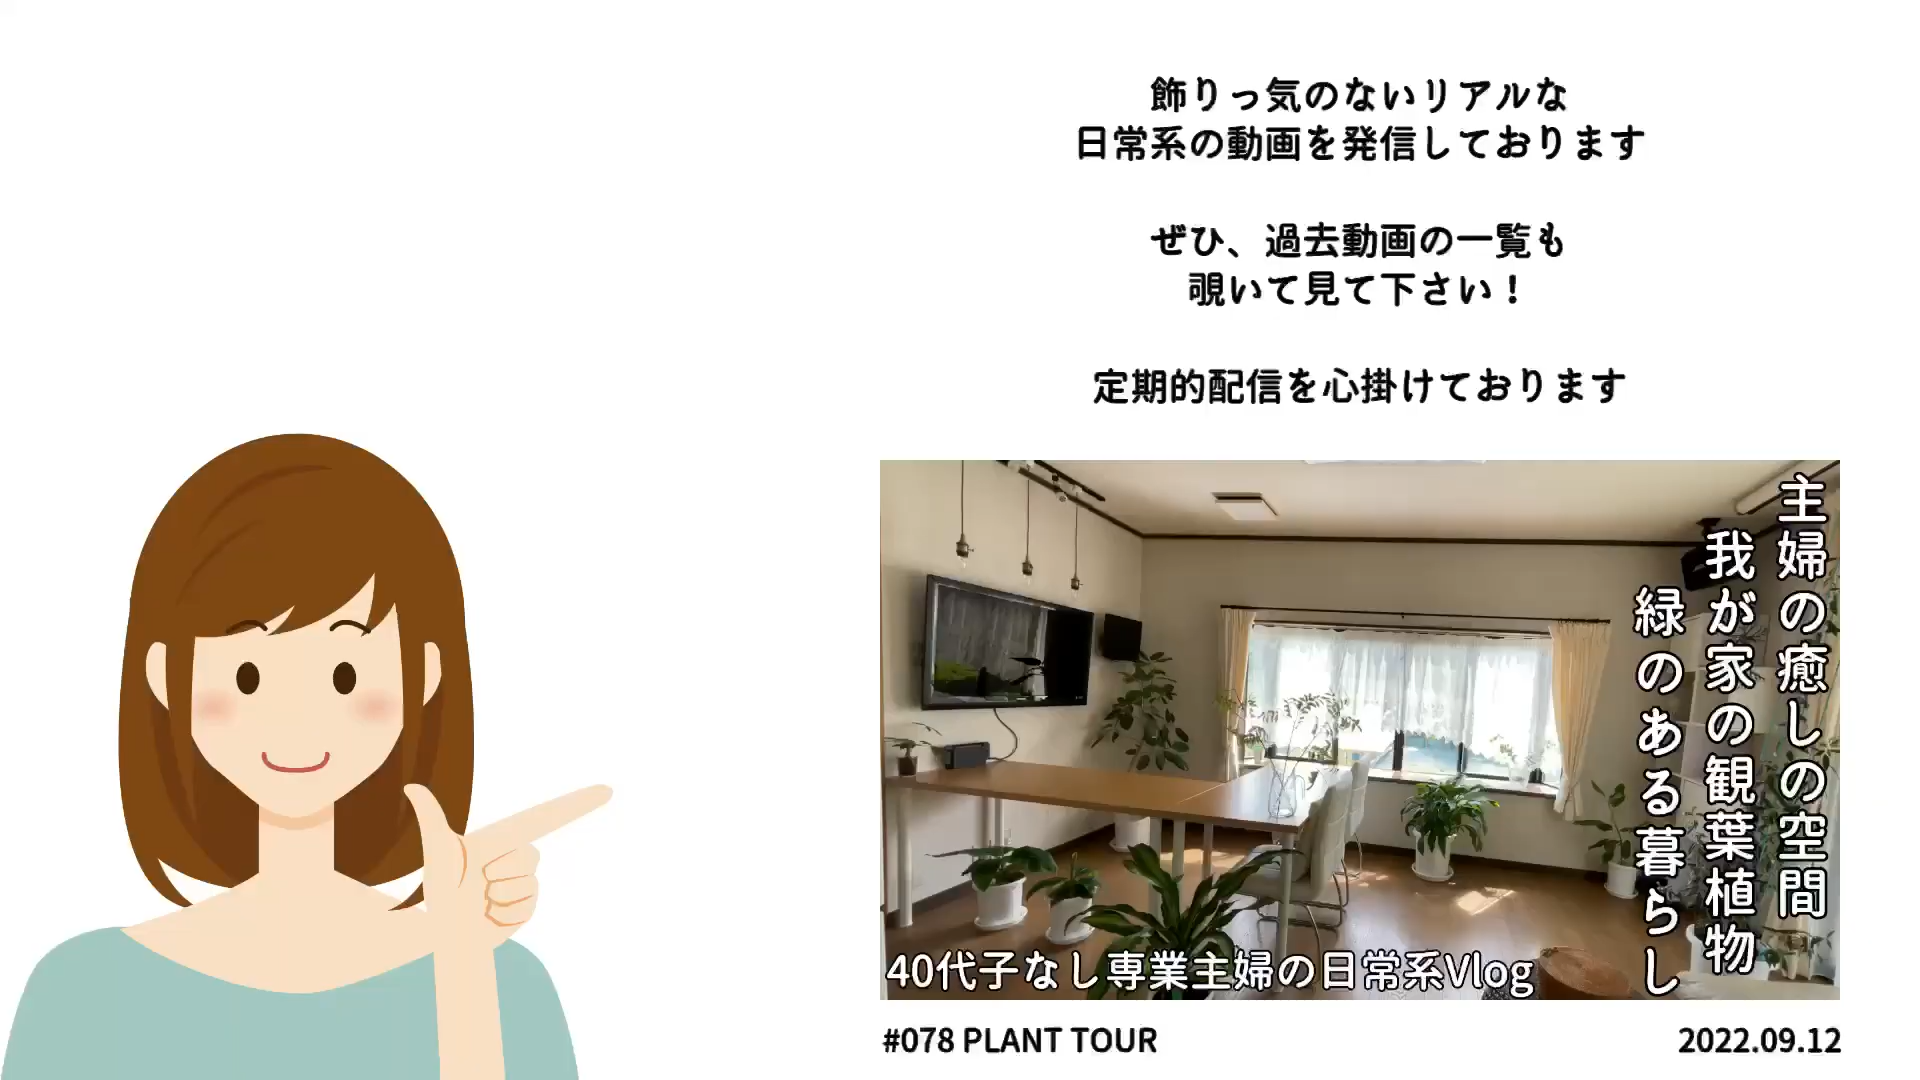 飾りっ気のないリアルな
日常系の動画を発信しております
ぜひ、過去動画の一覧も
覗いて見て下さい！
定期的配信を心掛けております
主婦の癒しの空間
我が家の観葉植物
緑のある暮らし
40代子なし専業主婦の日常系Vlog
#078 PLANT TOUR
2022.09.12